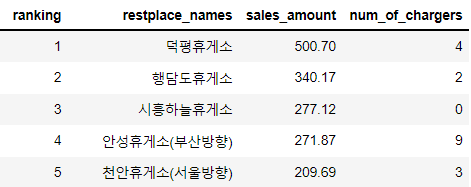 ranking restplace_names sales_amount num_of_chargers
1 덕평휴게소 500.70 4
2 행담도휴게소 340.17 2
3 시흥하늘휴게소 277.12 0
4 안성휴게소(부산방향) 271.87 9
5 천안휴게소(서울방향) 209.69 3